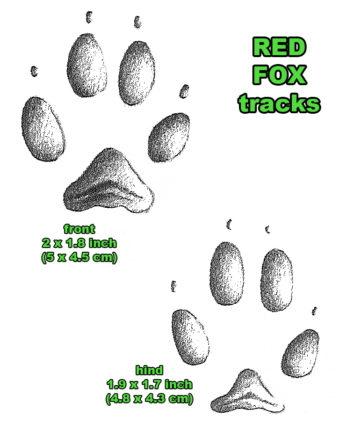 RED
FOX
tracks
front
2 x 1.8 inch
(5 x 4.5 cm)
hind
1.9 x 1.7 inch
(4.8 x 4.3 cm)